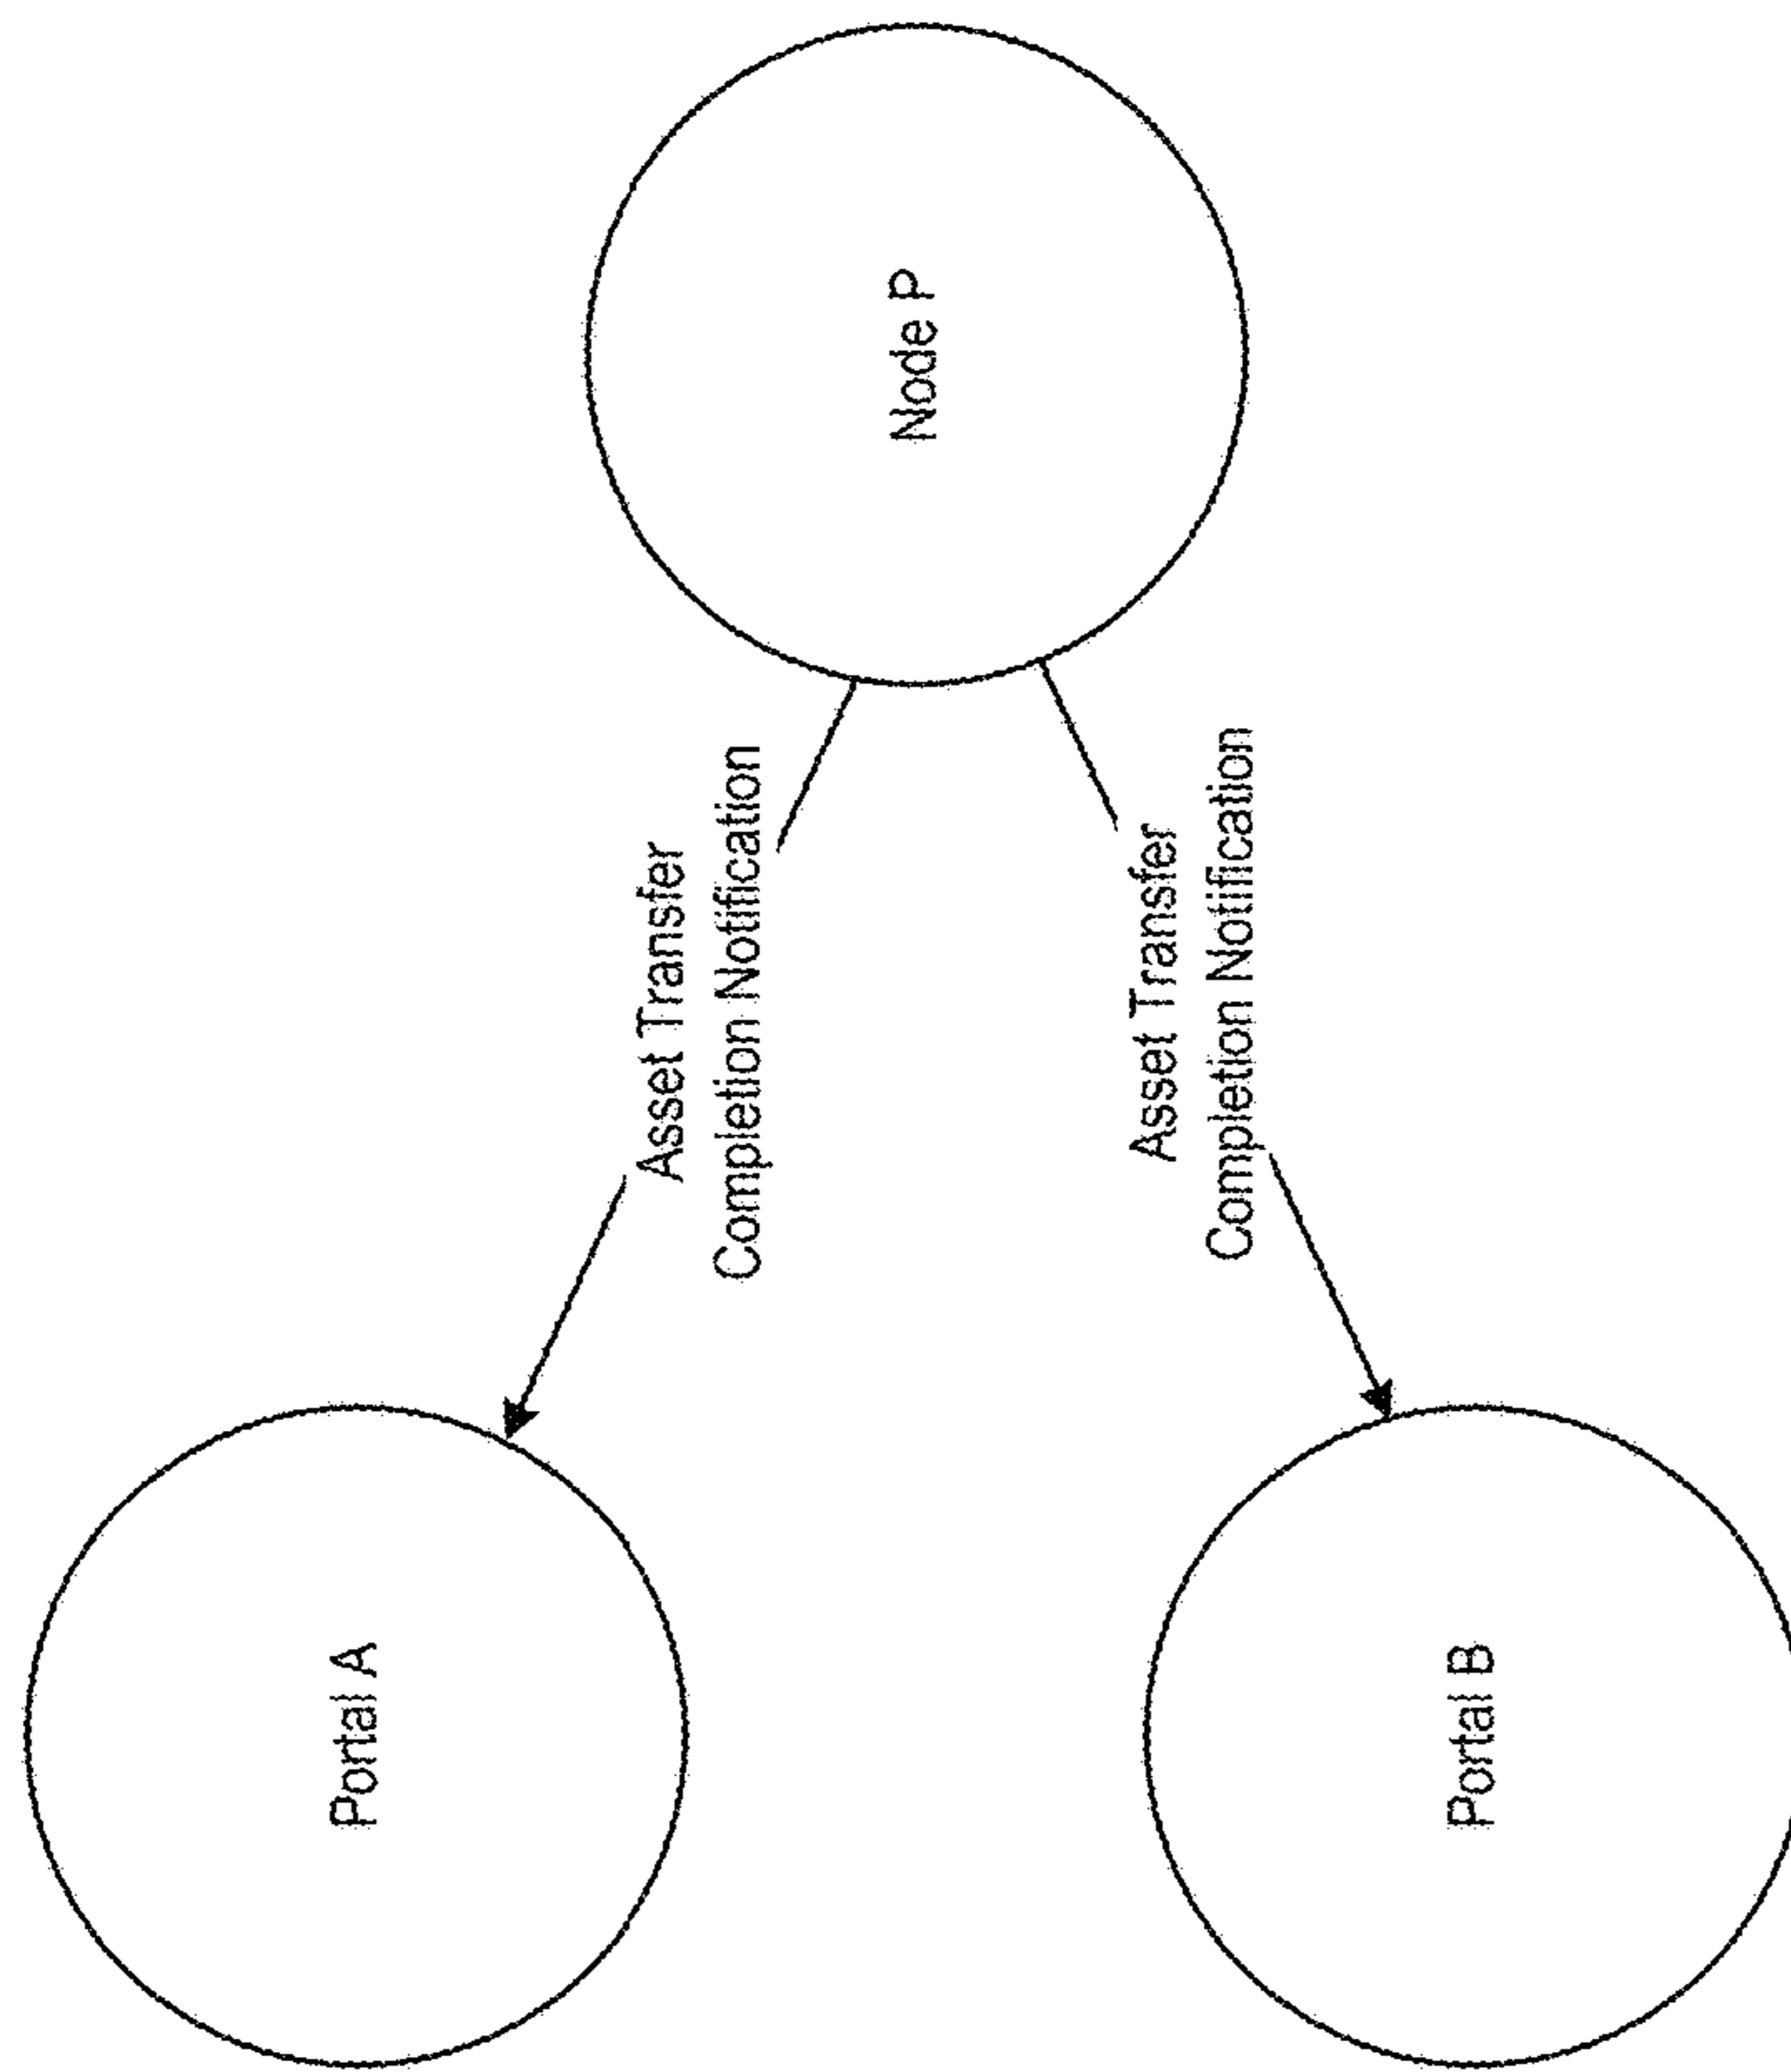 Portal A
Asset Transfer
Completion Notification
Node P
Asset Transfer
Completion Notification
Portal B